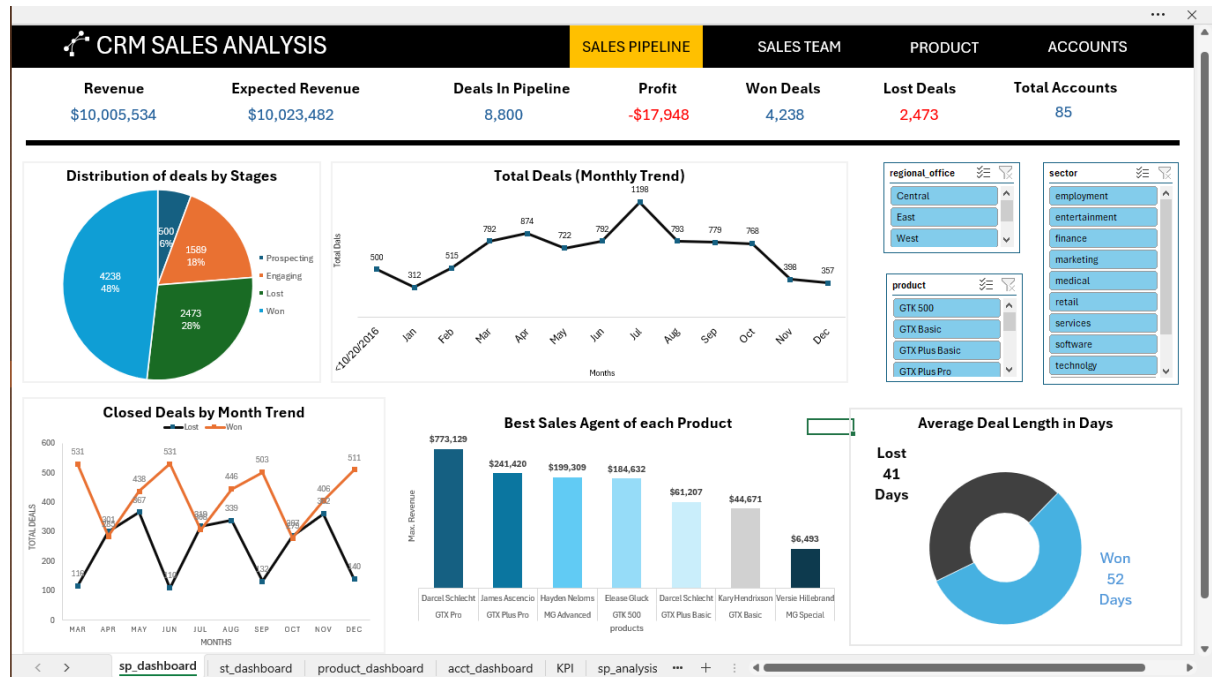 CRM SALES ANALYSIS
SALES PIPELINE
SALES TEAM
PRODUCT
ACCOUNTS
Revenue
Expected Revenue
Deals In Pipeline
Profit
Won Deals
Lost Deals
Total Accounts
$10,005,534
$10,023,482
8,800
-$17,948
4,238
2,473
85
Distribution of deals by Stages
500
6%
1589
18%
4238
48%
2473
28%
Prospecting
Engaging
Lost
Won
Total Deals (Monthly Trend)
Total Dals
500
312
515
792
874
722
792
1198
793
779
768
398
357
<10/20/2016
Jan
Feb
Mar
Apr
May
Jun
Jul
Aug
Sep
Oct
Nov
Dec
Months
regional_office
Central
East
West
product
GTK 500
GTX Basic
GTX Plus Basic
GTX Plus Pro
sector
employment
entertainment
finance
marketing
medical
retail
services
software
technolgy
Closed Deals by Month Trend
Lost
Won
TOTAL DEALS
600
500
400
300
200
100
0
531
438
531
446
503
406
511
301
367
339
132
140
MAR
APR
MAY
JUN
JUL
AUG
SEP
OCT
NOV
DEC
MONTHS
Best Sales Agent of each Product
Max. Revenue
$773,129
$241,420
$199,309
$184,632
$61,207
$44,671
$6,493
Darcel Schlecht
James Ascencio
Hayden Neloms
Elease Gluck
Darcel Schlecht
Kary Hendrixson
Versie Hillebrand
GTX Pro
GTX Plus Pro
MG Advanced
GTK 500
GTX Plus Basic
GTX Basic
MG Special
products
Average Deal Length in Days
Lost
41
Days
Won
52
Days
sp_dashboard
st_dashboard
product_dashboard
acct_dashboard
KPI
sp_analysis